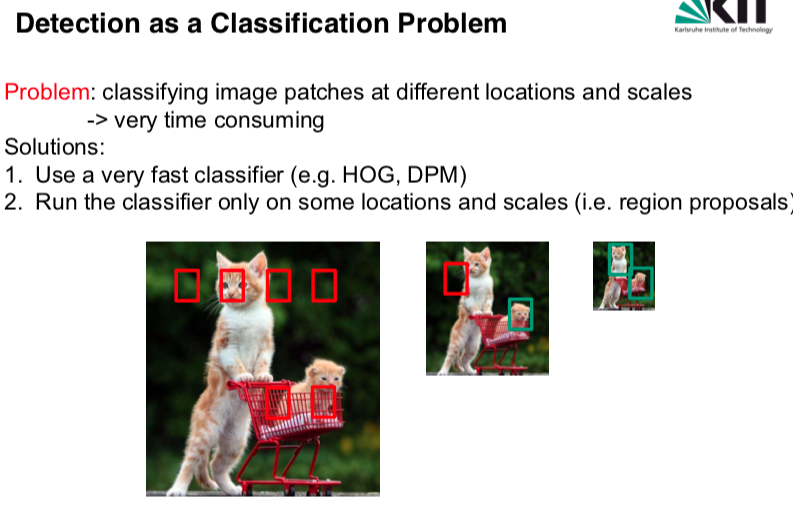 Detection as a Classification Problem
KIT
Karlsruhe Institute of Technology
Problem: classifying image patches at different locations and scales
-> very time consuming
Solutions:
1. Use a very fast classifier (e.g. HOG, DPM)
2. Run the classifier only on some locations and scales (i.e. region proposals)